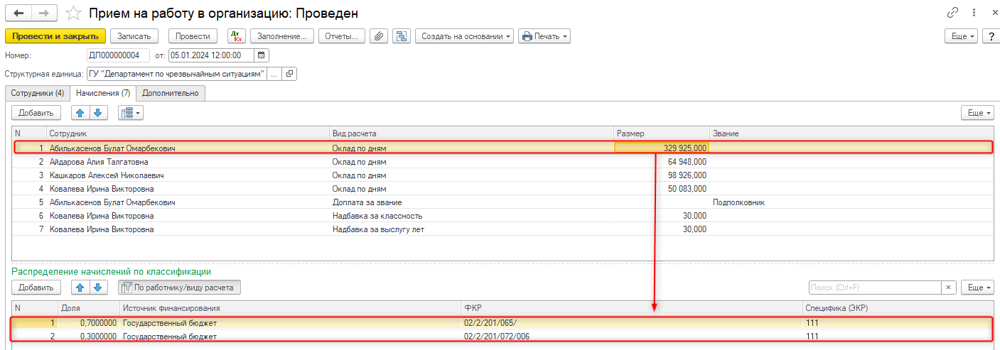 Прием на работу в организацию: Проведен
Провести и закрыть Записать Провести Дт Кт Заполнение... Отчеты... Создать на основании Печать Еще ?
Номер: ДП000000004 от: 05.01.2024 12:00:00
Структурная единица: ГУ "Департамент по чрезвычайным ситуациям" ...
Сотрудники (4) Начисления (7) Дополнительно
Добавить Еще
N Сотрудник Вид расчета Размер Звание
1 Абилькасенов Булат Омарбекович Оклад по дням 329 925,000
2 Айдарова Алия Талгатовна Оклад по дням 64 948,000
3 Кашкаров Алексей Николаевич Оклад по дням 98 926,000
4 Ковалева Ирина Викторовна Оклад по дням 50 083,000
5 Абилькасенов Булат Омарбекович Доплата за звание Подполковник
6 Ковалева Ирина Викторовна Надбавка за классность 30,000
7 Ковалева Ирина Викторовна Надбавка за выслугу лет 30,000
Распределение начислений по классификации
Добавить По работнику/виду расчета Поиск (Ctrl+F) × Еще
N Доля Источник финансирования ФКР Специфика (ЭКР)
1 0,7000000 Государственный бюджет 02/2/201/065/ 111
2 0,3000000 Государственный бюджет 02/2/201/072/006 111